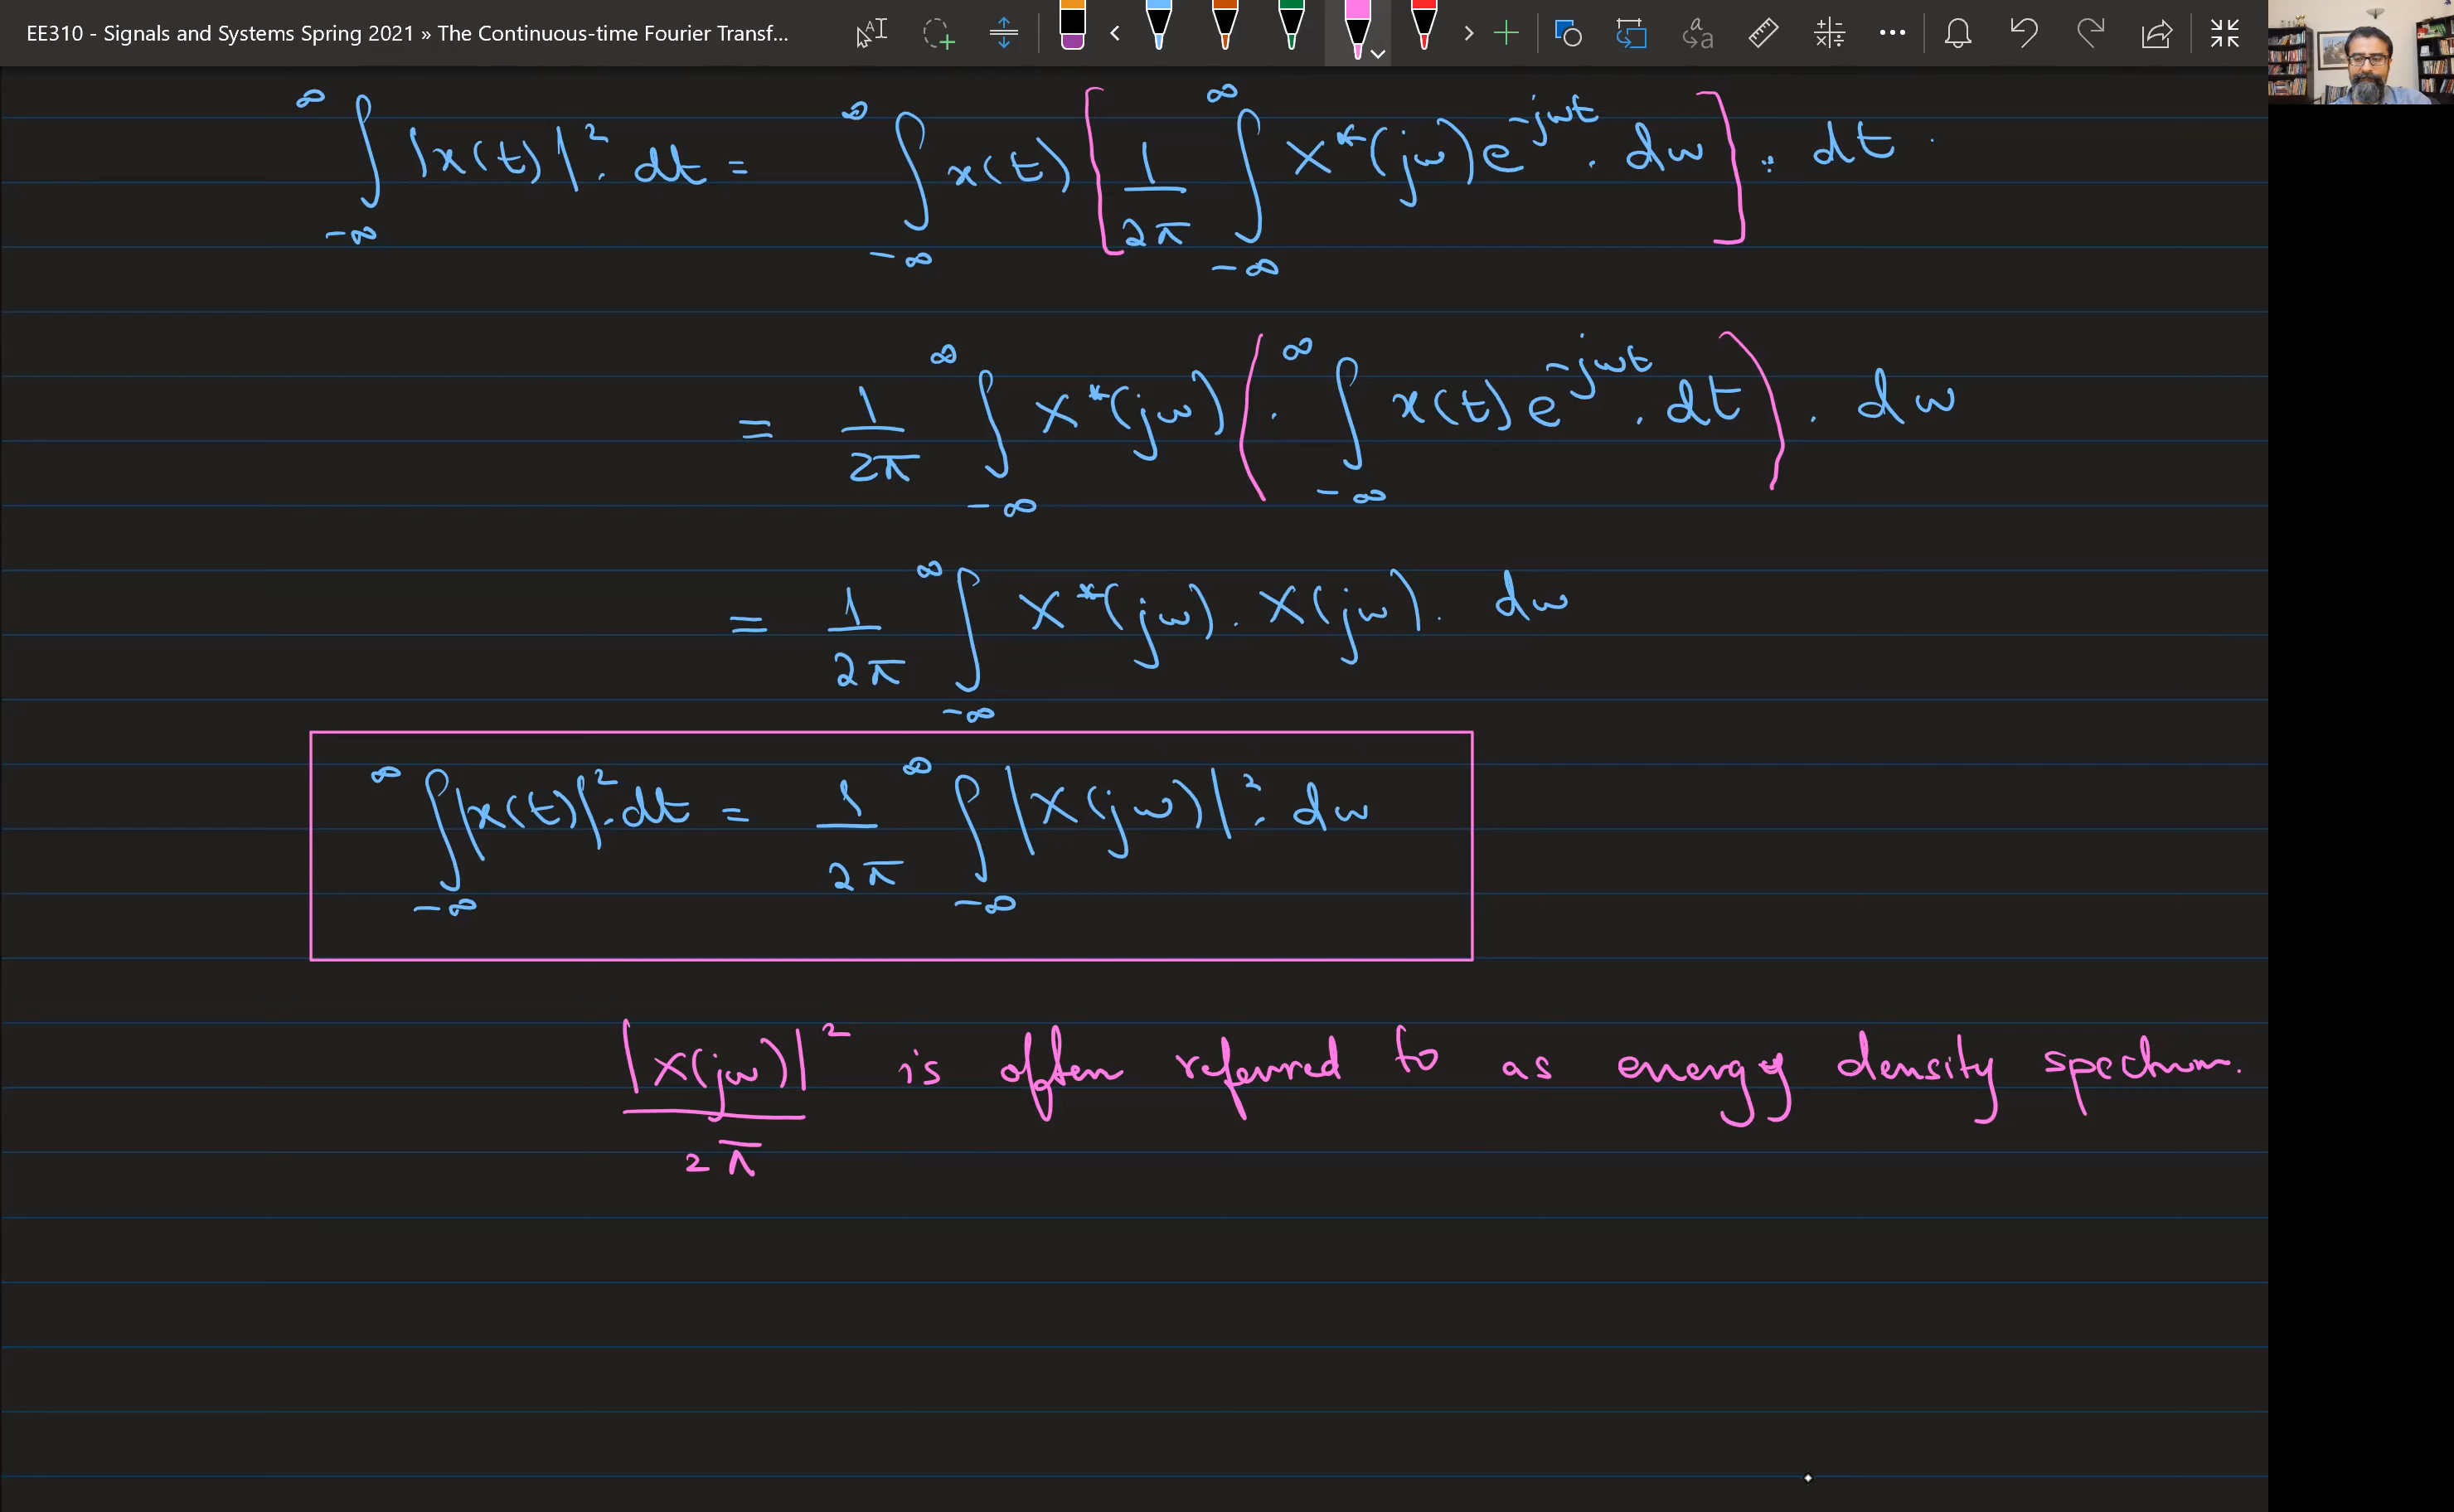 EE310 - Signals and Systems Spring 2021 » The Continuous-time Fourier Transf...
∫_{-∞}^{∞} |x(t)|². dt = ∫_{-∞}^{∞} x(t) [ 1/2π ∫_{-∞}^{∞} X*(jω) e^{-jωt} . dω ] . dt .
= 1/2π ∫_{-∞}^{∞} X*(jω) ( . ∫_{-∞}^{∞} x(t) e^{-jωt} . dt ) . dω
= 1/2π ∫_{-∞}^{∞} X*(jω) . X(jω) . dω
∫_{-∞}^{∞} |x(t)|². dt = 1/2π ∫_{-∞}^{∞} |X(jω)|². dω
|X(jω)|²/2π is often referred to as energy density spectrum.